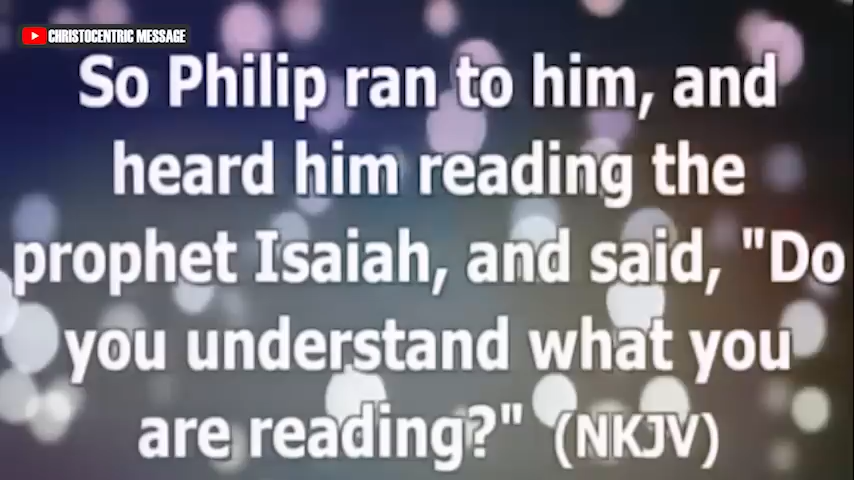 CHRISTOCENTRIC MESSAGE
So Philip ran to him, and
heard him reading the
prophet Isaiah, and said, "Do
you understand what you
are reading?" (NKJV)